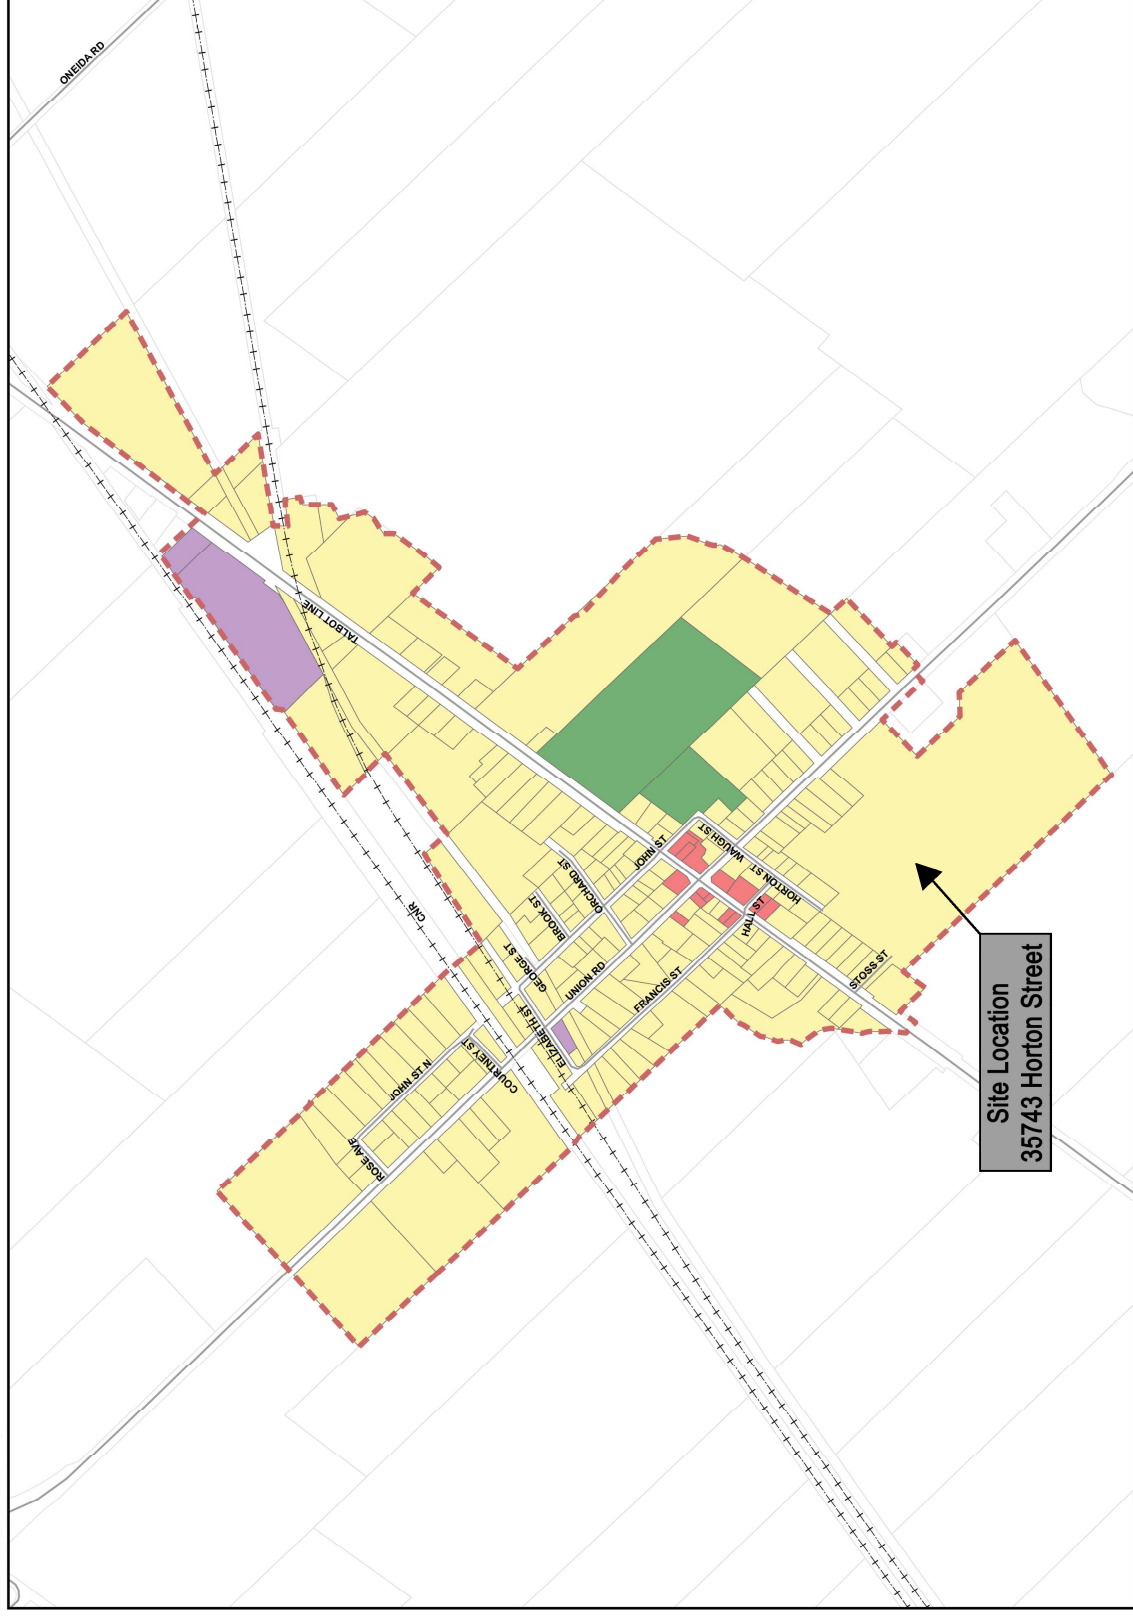 ONEIDA RD
TALBOT LINE
CNR
JOHN ST
WAUGH ST
HORTON ST
ORCHARD ST
BROOK ST
GEORGE ST
UNION RD
HALL ST
FRANCIS ST
ELIZABETH ST
STOSS ST
COURTNEY ST
JOHN ST N
ROSE AVE
Site Location
35743 Horton Street